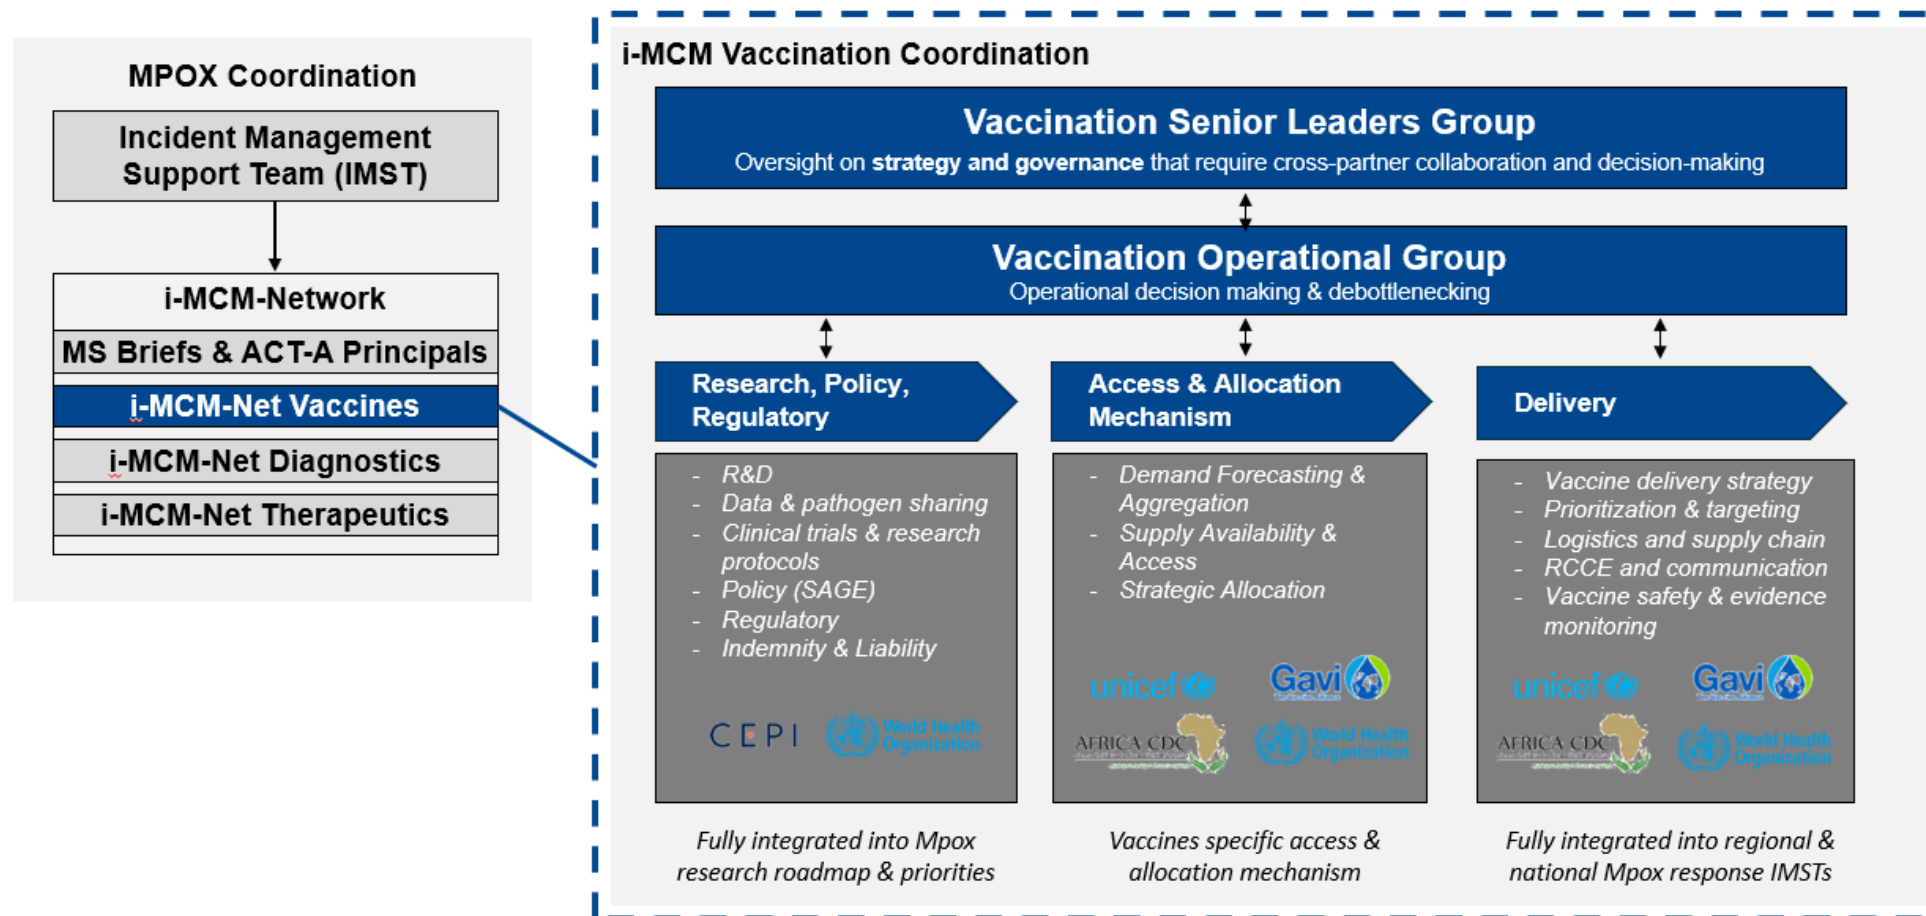 MPOX Coordination
Incident Management
Support Team (IMST)
i-MCM-Network
MS Briefs & ACT-A Principals
i-MCM-Net Vaccines
i-MCM-Net Diagnostics
i-MCM-Net Therapeutics
i-MCM Vaccination Coordination
Vaccination Senior Leaders Group
Oversight on strategy and governance that require cross-partner collaboration and decision-making
Vaccination Operational Group
Operational decision making & debottlenecking
Research, Policy,
Regulatory
- R&D
- Data & pathogen sharing
- Clinical trials & research
protocols
- Policy (SAGE)
- Regulatory
- Indemnity & Liability
CEPI
World Health
Organization
Fully integrated into Mpox
research roadmap & priorities
Access & Allocation
Mechanism
- Demand Forecasting &
Aggregation
- Supply Availability &
Access
- Strategic Allocation
unicef
Gavi
AFRICA CDC
World Health
Organization
Vaccines specific access &
allocation mechanism
Delivery
- Vaccine delivery strategy
- Prioritization & targeting
- Logistics and supply chain
- RCCE and communication
- Vaccine safety & evidence
monitoring
unicef
Gavi
AFRICA CDC
World Health
Organization
Fully integrated into regional &
national Mpox response IMSTs